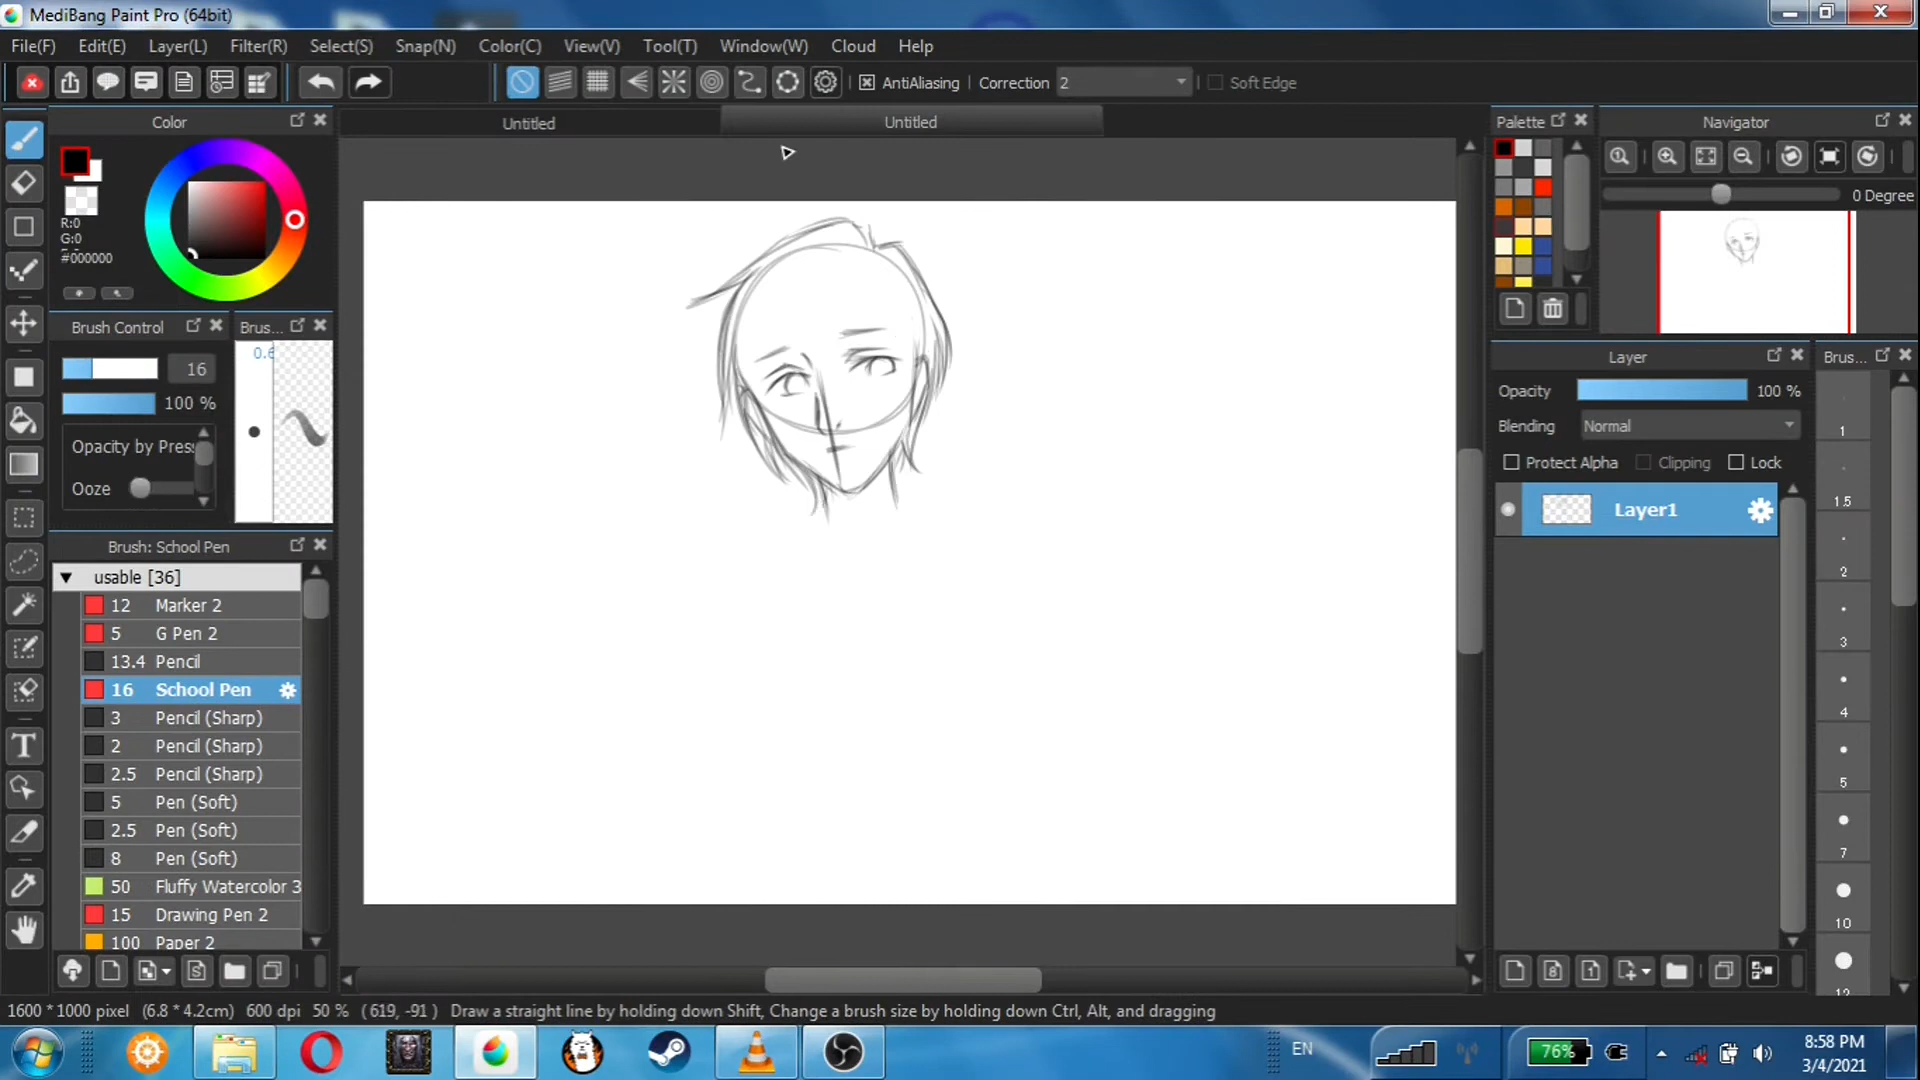 MediBang Paint Pro (64bit)
File(F) Edit(E) Layer(L) Filter(R) Select(S) Snap(N) Color(C) View(V) Tool(T) Window(W) Cloud Help
AntiAliasing Correction 2 Soft Edge
Color
Untitled
Untitled
Palette
Navigator
R:0
G:0
#000000
0 Degree
Brush Control
Brus...
16
100 %
Opacity by Press
Ooze
Layer
Brus...
Opacity 100 %
Blending Normal
Protect Alpha Clipping Lock
Layer1
Brush: School Pen
usable [36]
12 Marker 2
5 G Pen 2
13.4 Pencil
16 School Pen
3 Pencil (Sharp)
2 Pencil (Sharp)
2.5 Pencil (Sharp)
5 Pen (Soft)
2.5 Pen (Soft)
8 Pen (Soft)
50 Fluffy Watercolor 3
15 Drawing Pen 2
100 Paper 2
1
1.5
2
3
4
5
7
10
12
1600 * 1000 pixel (6.8 * 4.2cm) 600 dpi 50 % ( 619, -91 ) Draw a straight line by holding down Shift, Change a brush size by holding down Ctrl, Alt, and dragging
EN
76%
8:58 PM
3/4/2021